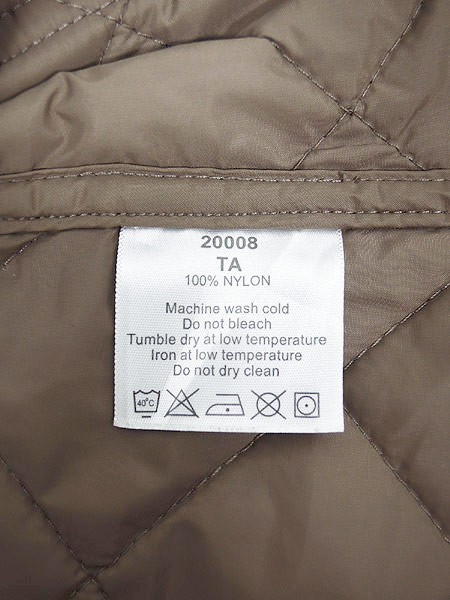 20008
TA
100% NYLON
Machine wash cold
Do not bleach
Tumble dry at low temperature
Iron at low temperature
Do not dry clean
40°C